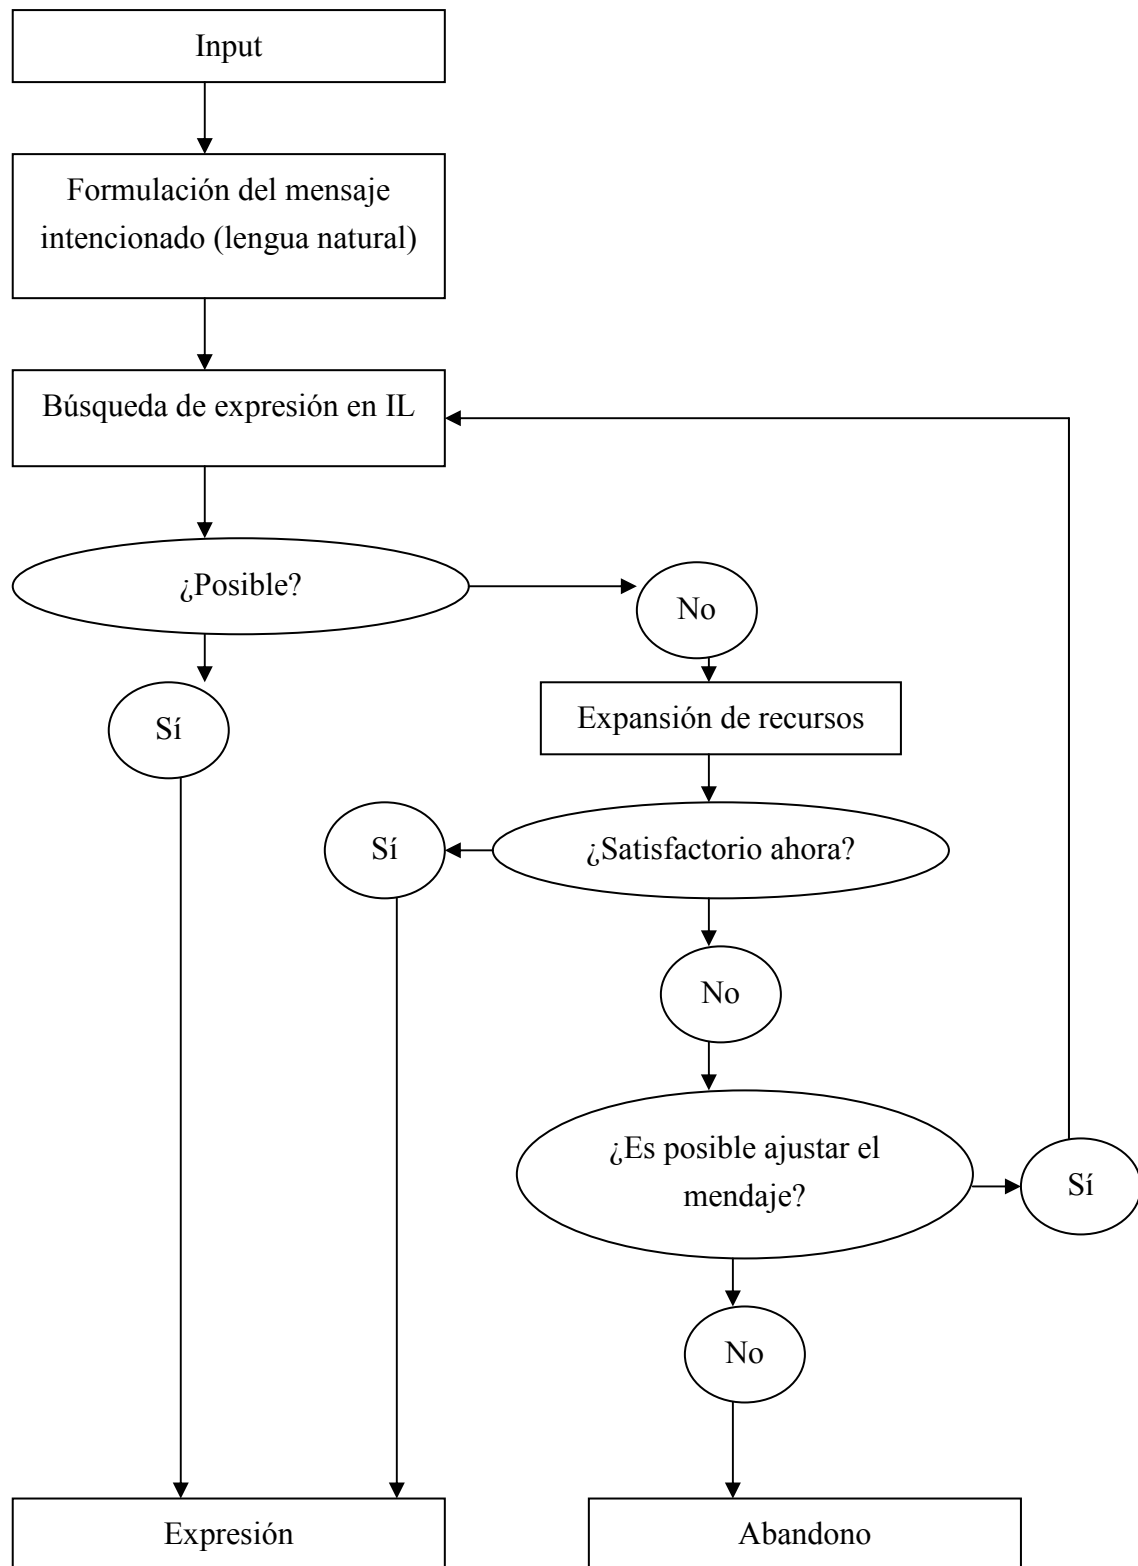 Input
Formulación del mensaje
intencionado (lengua natural)
Búsqueda de expresión en IL
¿Posible?
No
Sí
Expansión de recursos
Sí
¿Satisfactorio ahora?
No
¿Es posible ajustar el
mendaje?
Sí
No
Expresión
Abandono